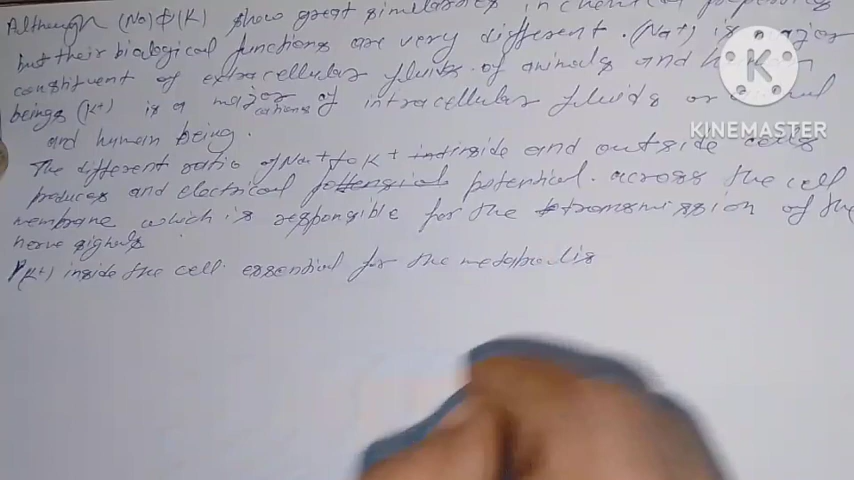 Although (Na) & (K) show great similarities in chemical properties
but their biological functions are very different. (Na+) is major
constituent of extracellular fluids of animals and human
beings (K+) is a major cations of intracellular fluids or animal
and human being.
The different ratio of Na+ to K+ inside and outside cells
produces and electrical potential across the cell
membrane which is responsible for the transmission of the
nerve signals
(K+) inside the cell essential for the metabolis
K
KINEMASTER